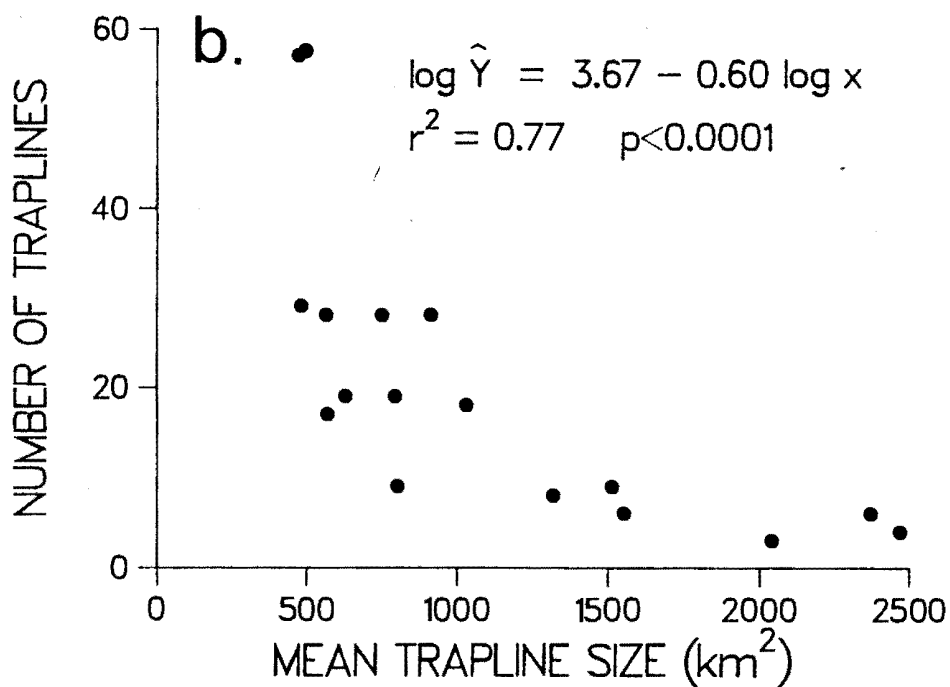 b.
log Ŷ = 3.67 – 0.60 log x
r² = 0.77 p<0.0001
NUMBER OF TRAPLINES
60
40
20
0
0 500 1000 1500 2000 2500
MEAN TRAPLINE SIZE (km²)